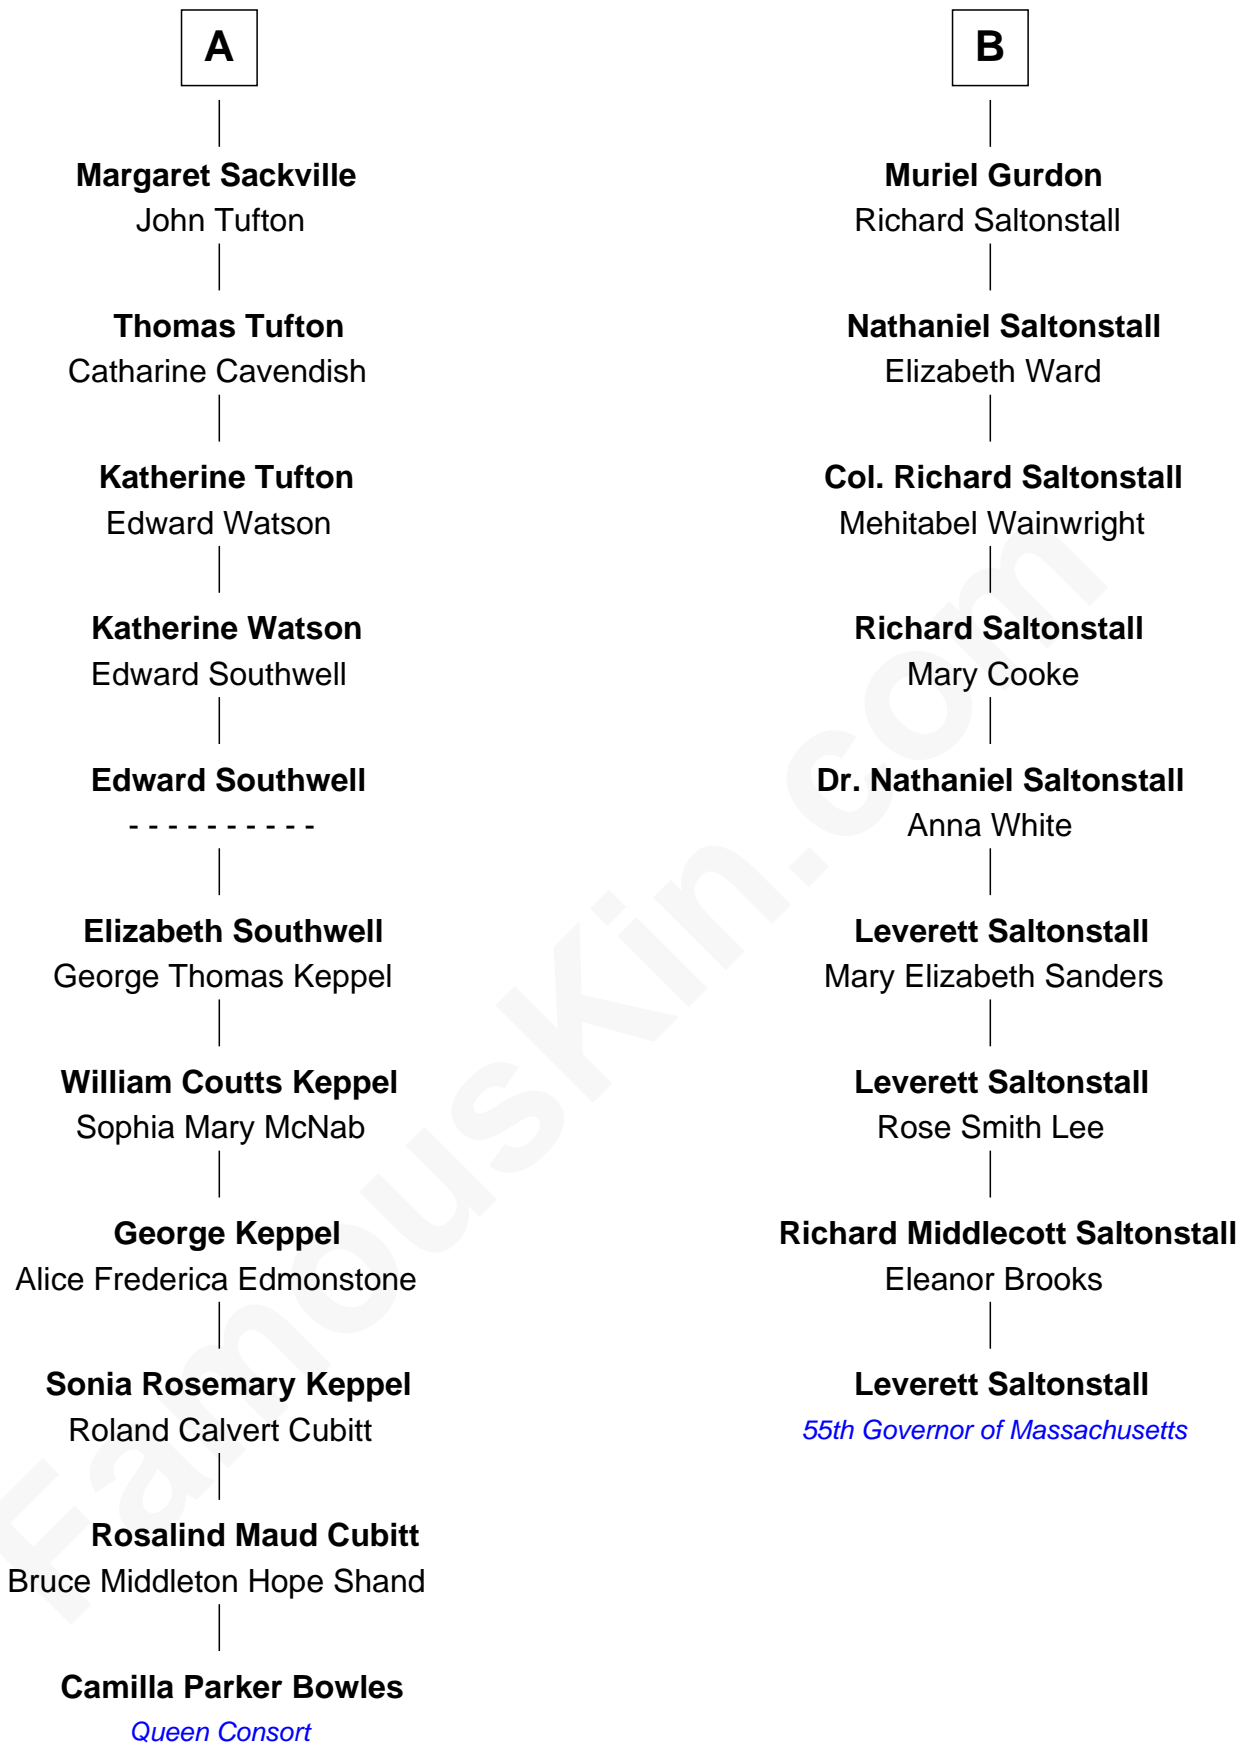 A
Margaret Sackville
John Tufton
Thomas Tufton
Catharine Cavendish
Katherine Tufton
Edward Watson
Katherine Watson
Edward Southwell
Edward Southwell
- - - - - - - - - -
Elizabeth Southwell
George Thomas Keppel
William Coutts Keppel
Sophia Mary McNab
George Keppel
Alice Frederica Edmonstone
Sonia Rosemary Keppel
Roland Calvert Cubitt
Rosalind Maud Cubitt
Bruce Middleton Hope Shand
Camilla Parker Bowles
Queen Consort
B
Muriel Gurdon
Richard Saltonstall
Nathaniel Saltonstall
Elizabeth Ward
Col. Richard Saltonstall
Mehitabel Wainwright
Richard Saltonstall
Mary Cooke
Dr. Nathaniel Saltonstall
Anna White
Leverett Saltonstall
Mary Elizabeth Sanders
Leverett Saltonstall
Rose Smith Lee
Richard Middlecott Saltonstall
Eleanor Brooks
Leverett Saltonstall
55th Governor of Massachusetts
FamousKin.com